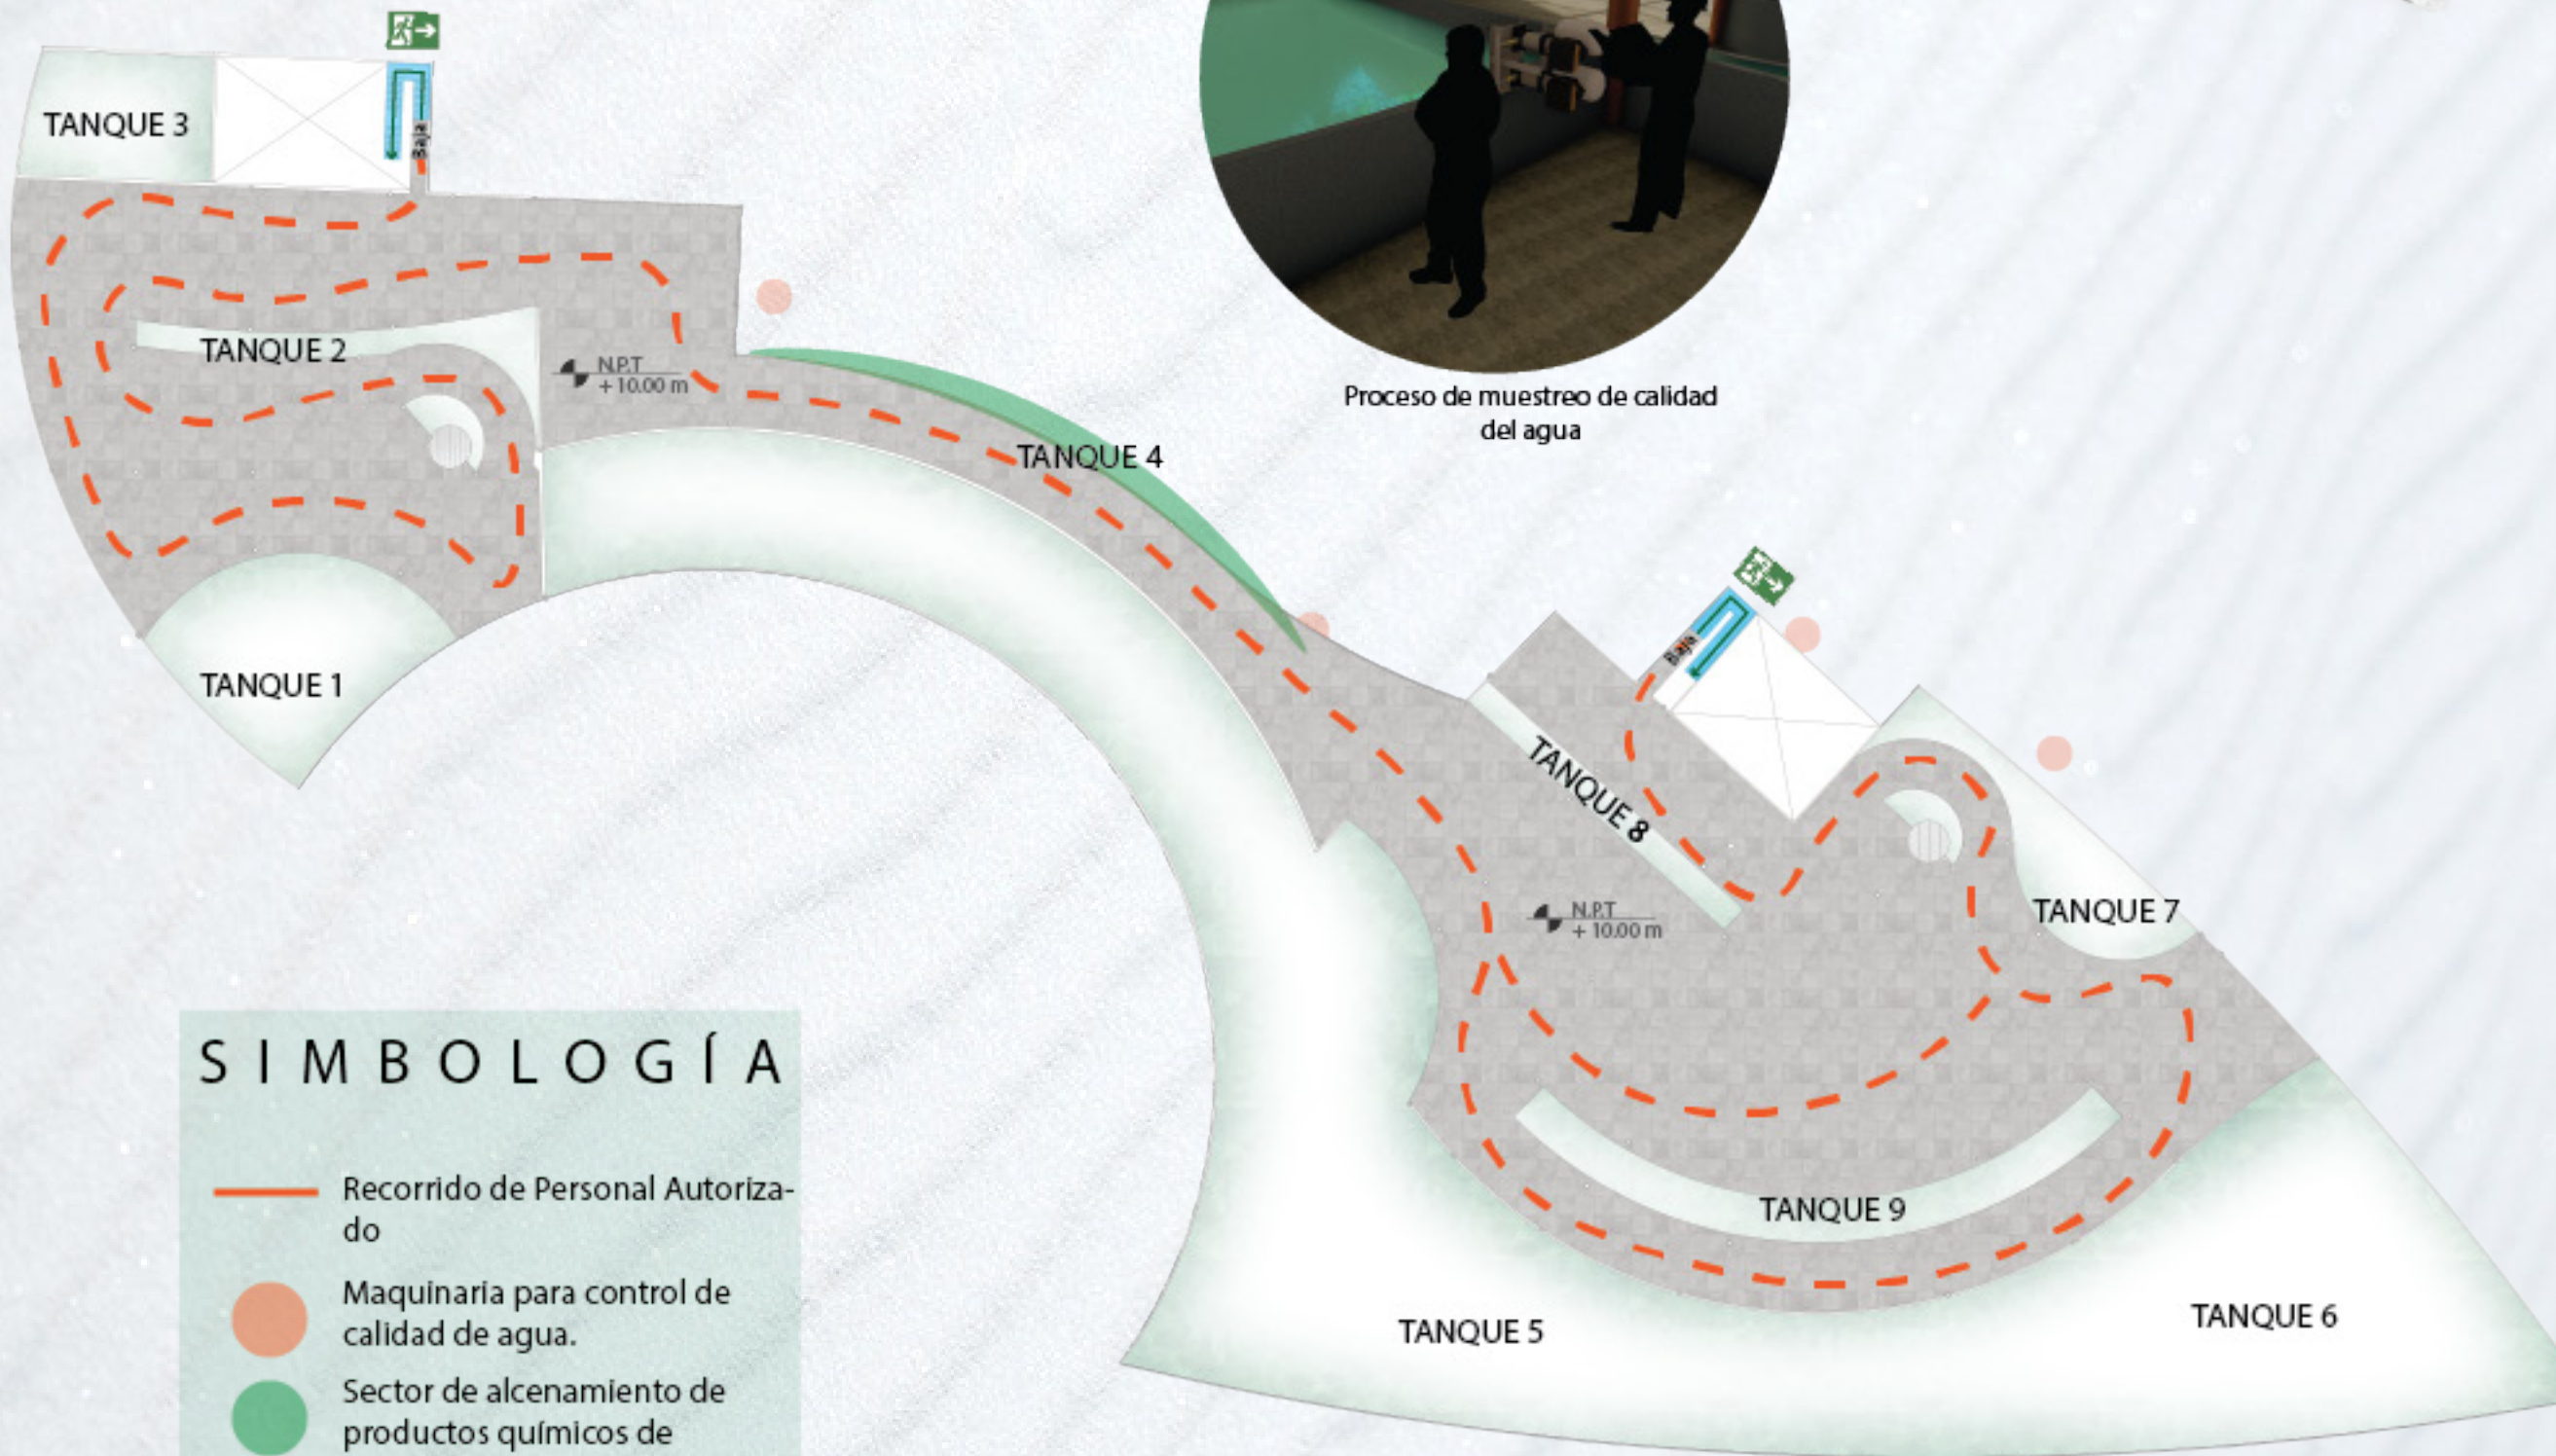 TANQUE 3
Baja
TANQUE 2
N.P.T
+ 10.00 m
TANQUE 1
TANQUE 4
Proceso de muestreo de calidad
del agua
Baja
TANQUE 8
N.P.T
+ 10.00 m
TANQUE 7
TANQUE 9
TANQUE 5
TANQUE 6
SIMBOLOGÍA
Recorrido de Personal Autoriza-
do
Maquinaria para control de
calidad de agua.
Sector de alcenamiento de
productos químicos de